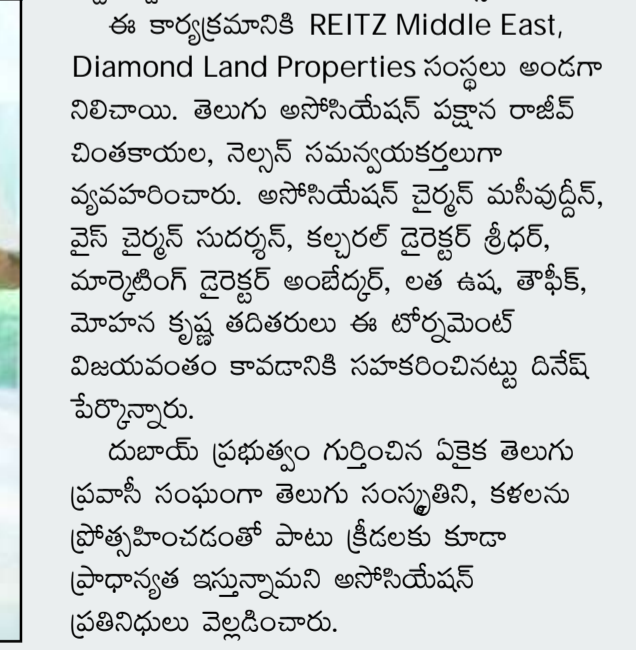 ఈ కార్యక్రమానికి REITZ Middle East,
Diamond Land Properties సంస్థలు అండగా
నిలిచాయి. తెలుగు అసోసియేషన్ పక్షాన రాజీవ్
చింతకాయల, నెల్సన్ సమన్వయకర్తలుగా
వ్యవహరించారు. అసోసియేషన్ చైర్మన్ మసీవుద్దీన్,
వైస్ చైర్మన్ సుదర్శన్, కల్చరల్ డైరెక్టర్ శ్రీధర్,
మార్కెటింగ్ డైరెక్టర్ అంబేద్కర్, లత ఉష, తౌఫీక్,
మోహన కృష్ణ తదితరులు ఈ టోర్నమెంట్
విజయవంతం కావడానికి సహకరించినట్టు దినేష్
పేర్కొన్నారు.
దుబాయ్ ప్రభుత్వం గుర్తించిన ఏకైక తెలుగు
ప్రవాసీ సంఘంగా తెలుగు సంస్కృతిని, కళలను
ప్రోత్సహించడంతో పాటు క్రీడలకు కూడా
ప్రాధాన్యత ఇస్తున్నామని అసోసియేషన్
ప్రతినిధులు వెల్లడించారు.